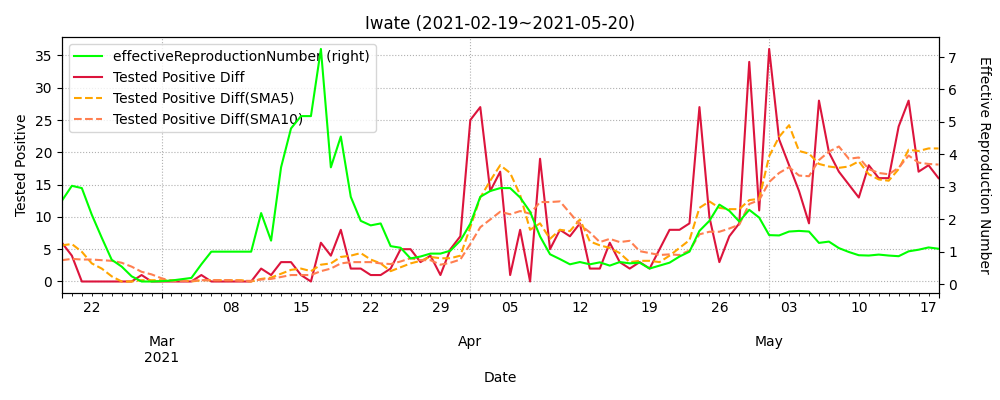 Iwate (2021-02-19~2021-05-20)
effectiveReproductionNumber (right)
Tested Positive Diff
Tested Positive Diff(SMA5)
Tested Positive Diff(SMA10)
Tested Positive
35
30
25
20
15
10
5
0
7
6
5
4
3
2
1
0
Effective Reproduction Number
22 08 15 22 29 05 12 19 26 03 10 17
Mar Apr May
2021
Date